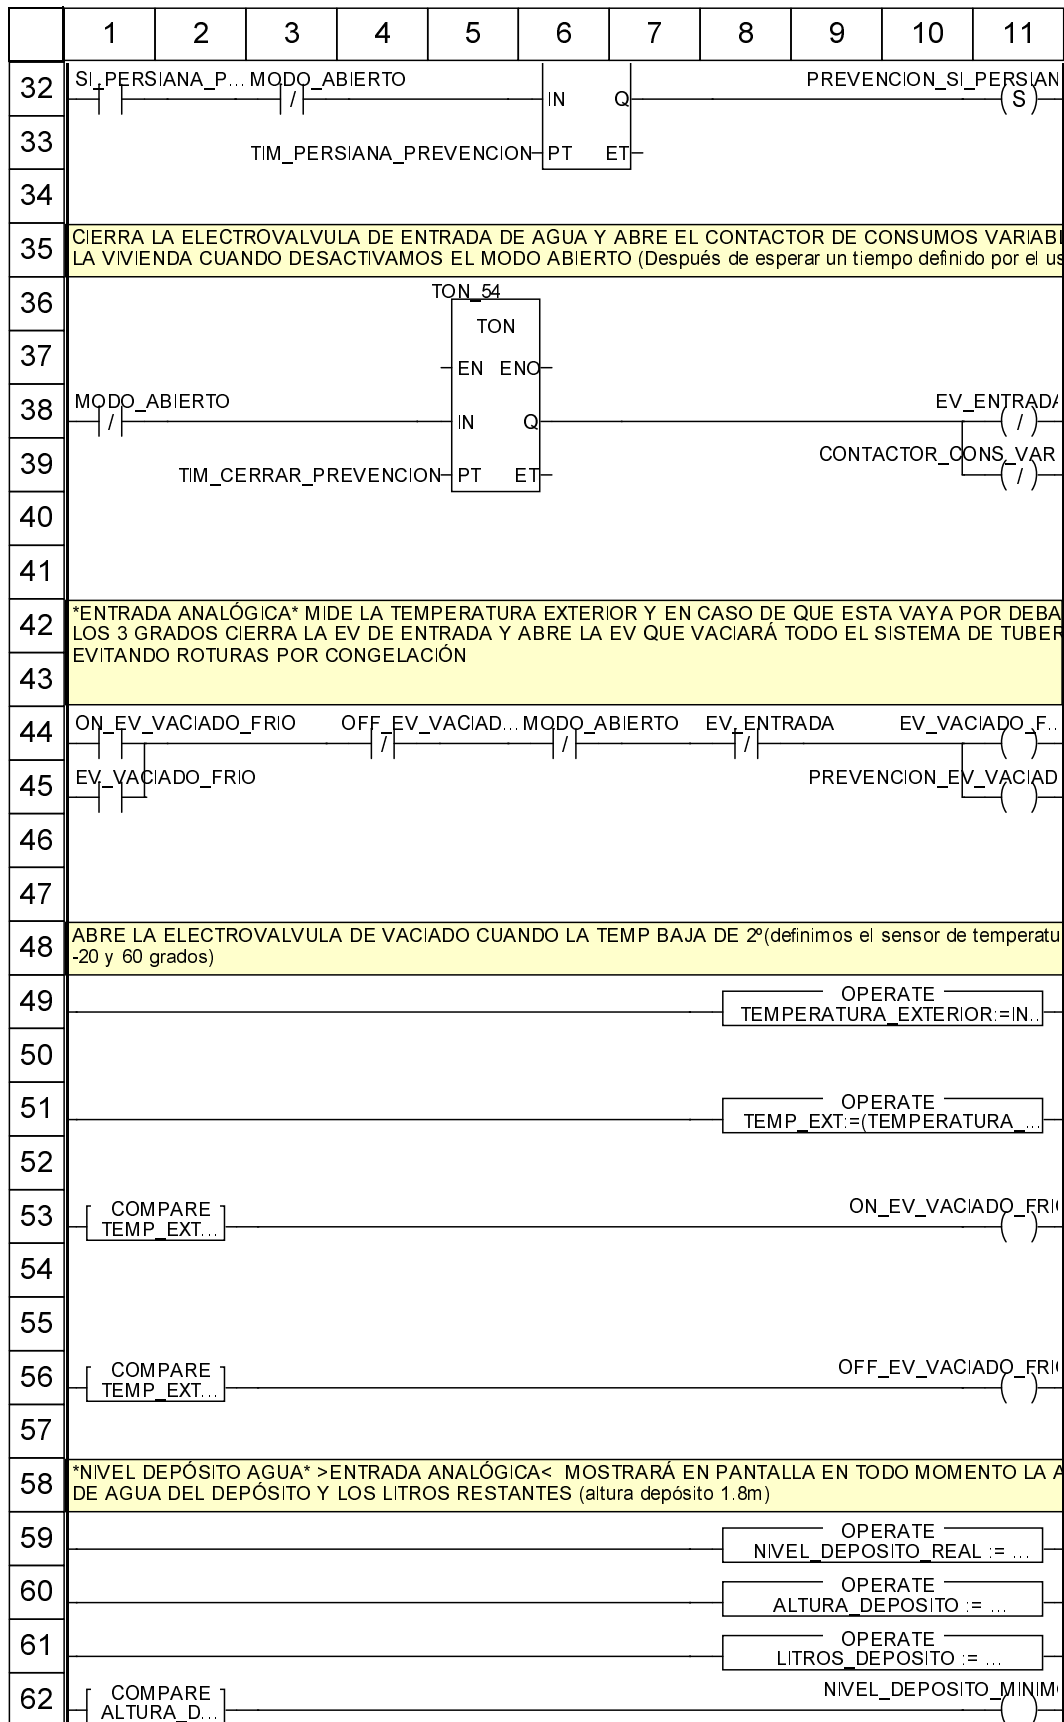 1 2 3 4 5 6 7 8 9 10 11
32 SI_PERSIANA_P... MODO_ABIERTO PREVENCION_SI_PERSIAN
/ IN Q S
33 TIM_PERSIANA_PREVENCION PT ET
34
35 CIERRA LA ELECTROVALVULA DE ENTRADA DE AGUA Y ABRE EL CONTACTOR DE CONSUMOS VARIAB
LA VIVIENDA CUANDO DESACTIVAMOS EL MODO ABIERTO (Después de esperar un tiempo definido por el us
36 TON_54
TON
37 EN ENO
38 MODO_ABIERTO EV_ENTRADA
/ IN Q /
39 CONTACTOR_CONS_VAR
TIM_CERRAR_PREVENCION PT ET /
40
41
42 *ENTRADA ANALÓGICA* MIDE LA TEMPERATURA EXTERIOR Y EN CASO DE QUE ESTA VAYA POR DEBA
LOS 3 GRADOS CIERRA LA EV DE ENTRADA Y ABRE LA EV QUE VACIARÁ TODO EL SISTEMA DE TUBER
EVITANDO ROTURAS POR CONGELACIÓN
43
44 ON_EV_VACIADO_FRIO OFF_EV_VACIAD... MODO_ABIERTO EV_ENTRADA EV_VACIADO_F...
/ / /
45 EV_VACIADO_FRIO PREVENCION_EV_VACIAD
46
47
48 ABRE LA ELECTROVALVULA DE VACIADO CUANDO LA TEMP BAJA DE 2º(definimos el sensor de temperatu
-20 y 60 grados)
49 OPERATE
TEMPERATURA_EXTERIOR:=IN...
50
51 OPERATE
TEMP_EXT:=(TEMPERATURA_...
52
53 COMPARE ON_EV_VACIADO_FRI
TEMP_EXT...
54
55
56 COMPARE OFF_EV_VACIADO_FRI
TEMP_EXT...
57
58 *NIVEL DEPÓSITO AGUA* >ENTRADA ANALÓGICA< MOSTRARÁ EN PANTALLA EN TODO MOMENTO LA A
DE AGUA DEL DEPÓSITO Y LOS LITROS RESTANTES (altura depósito 1.8m)
59 OPERATE
NIVEL_DEPOSITO_REAL := ...
60 OPERATE
ALTURA_DEPOSITO := ...
61 OPERATE
LITROS_DEPOSITO := ...
62 COMPARE NIVEL_DEPOSITO_MINIM
ALTURA_D...